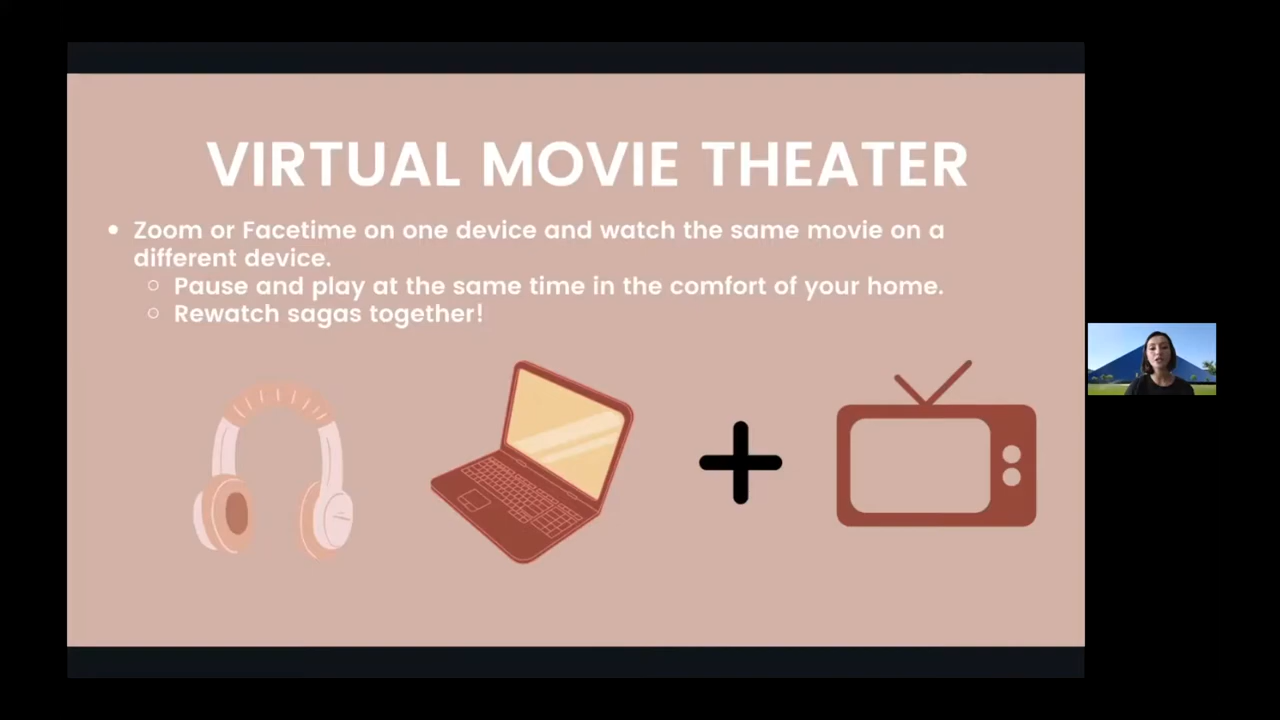 VIRTUAL MOVIE THEATER
• Zoom or Facetime on one device and watch the same movie on a
different device.
○ Pause and play at the same time in the comfort of your home.
○ Rewatch sagas together!